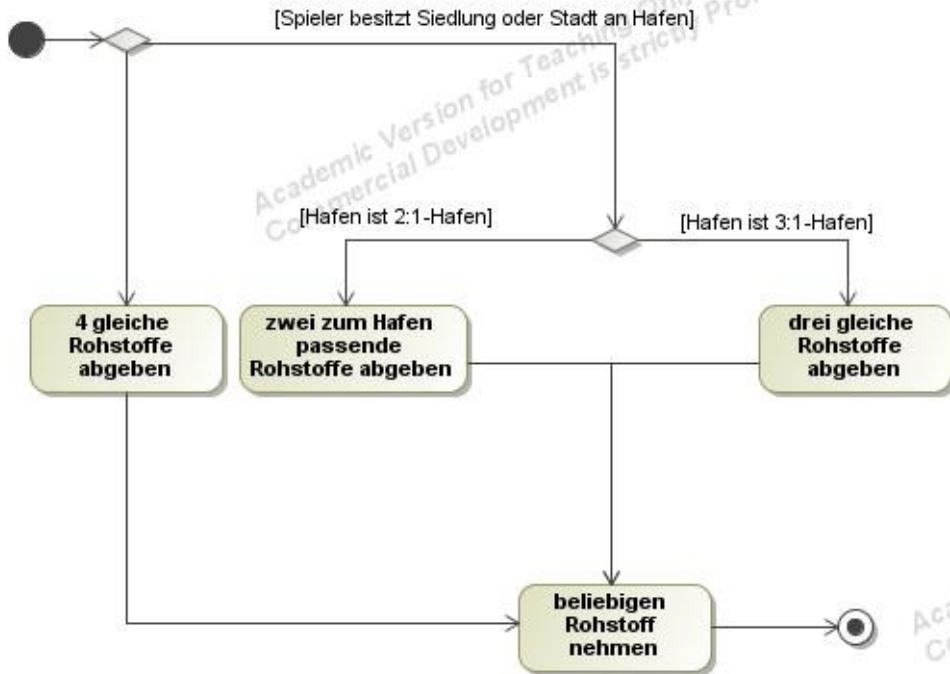 [Spieler besitzt Siedlung oder Stadt an Hafen]
Academic Version for Teaching Only
Commercial Development is strictly
[Hafen ist 2:1-Hafen]
[Hafen ist 3:1-Hafen]
4 gleiche
Rohstoffe
abgeben
zwei zum Hafen
passende
Rohstoffe abgeben
drei gleiche
Rohstoffe
abgeben
beliebigen
Rohstoff
nehmen